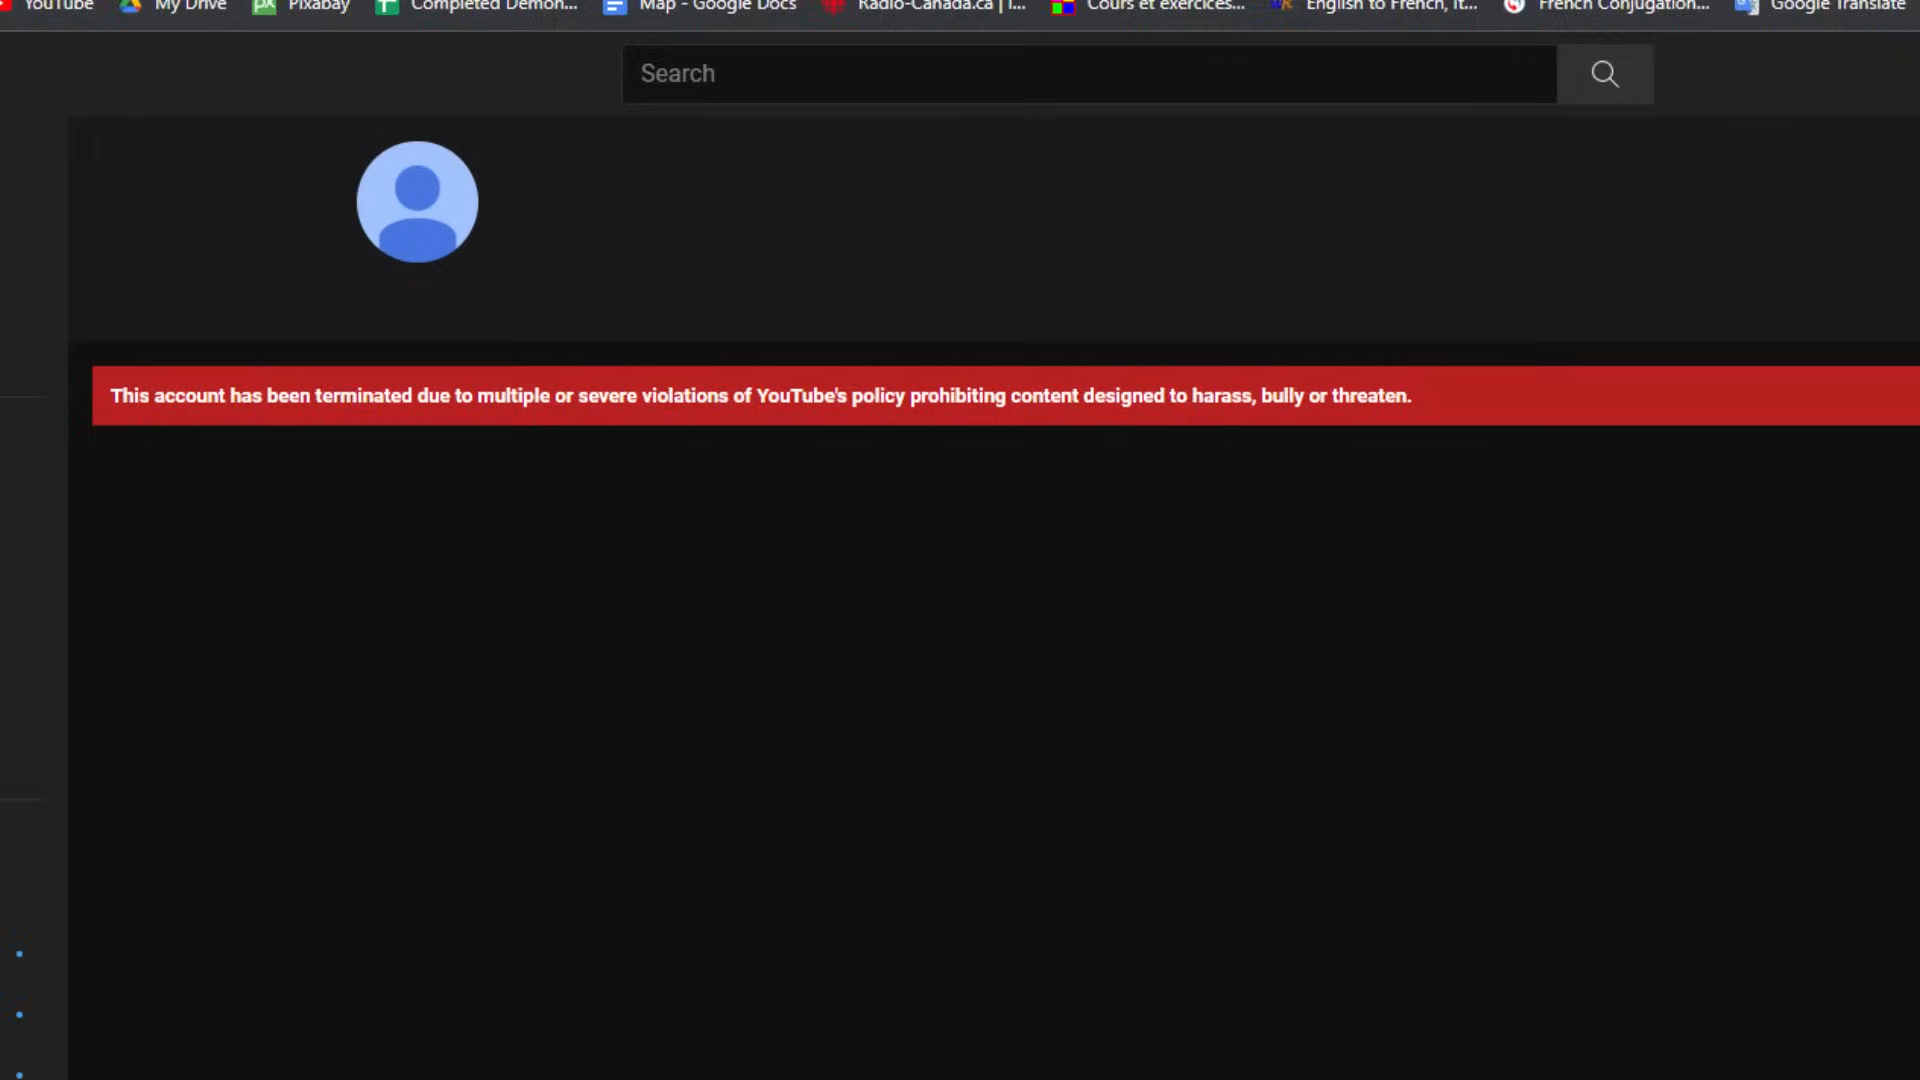 YouTube My Drive Pixabay Completed Demon... Map - Google Docs Radio-Canada.ca | I... Cours et exercices... English to French, It... French Conjugation... Google Translate
Search
This account has been terminated due to multiple or severe violations of YouTube's policy prohibiting content designed to harass, bully or threaten.